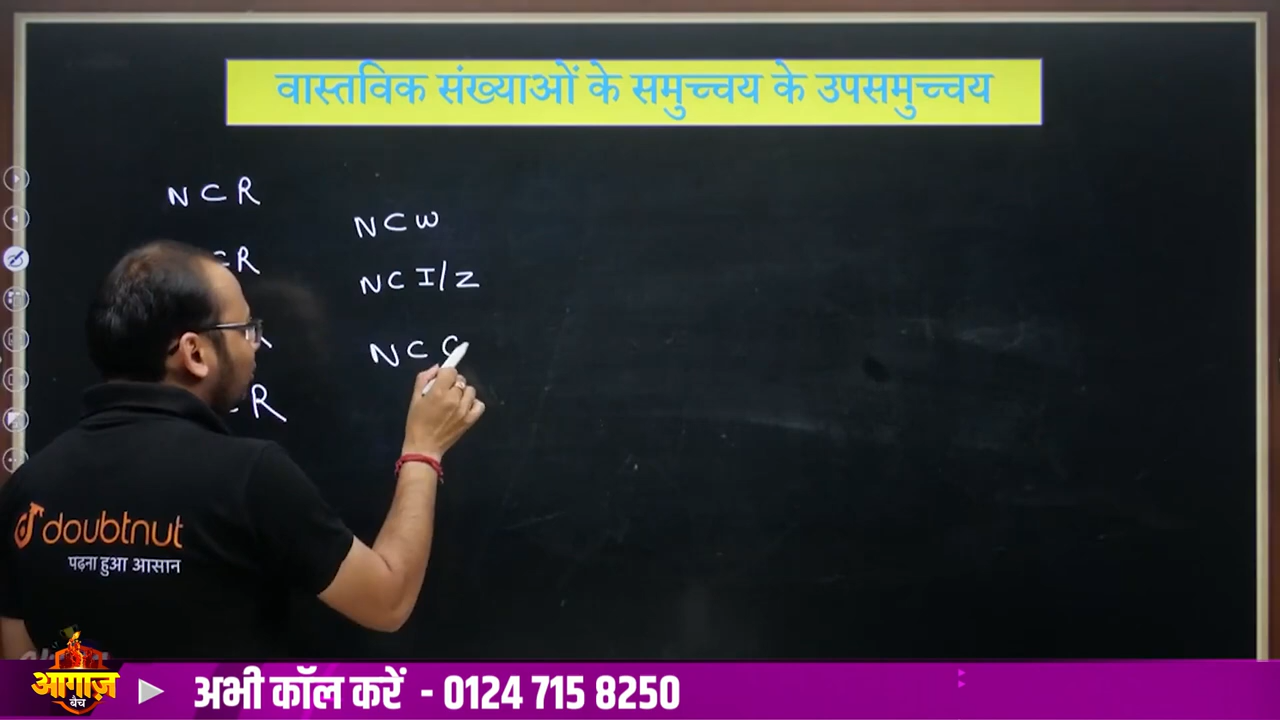 वास्तविक संख्याओं के समुच्चय के उपसमुच्चय
N ⊂ R
⊂ R
R
N ⊂ W
N ⊂ I/Z
N ⊂
doubtnut
पढ़ना हुआ आसान
आगाज़
बैच
अभी कॉल करें - 0124 715 8250